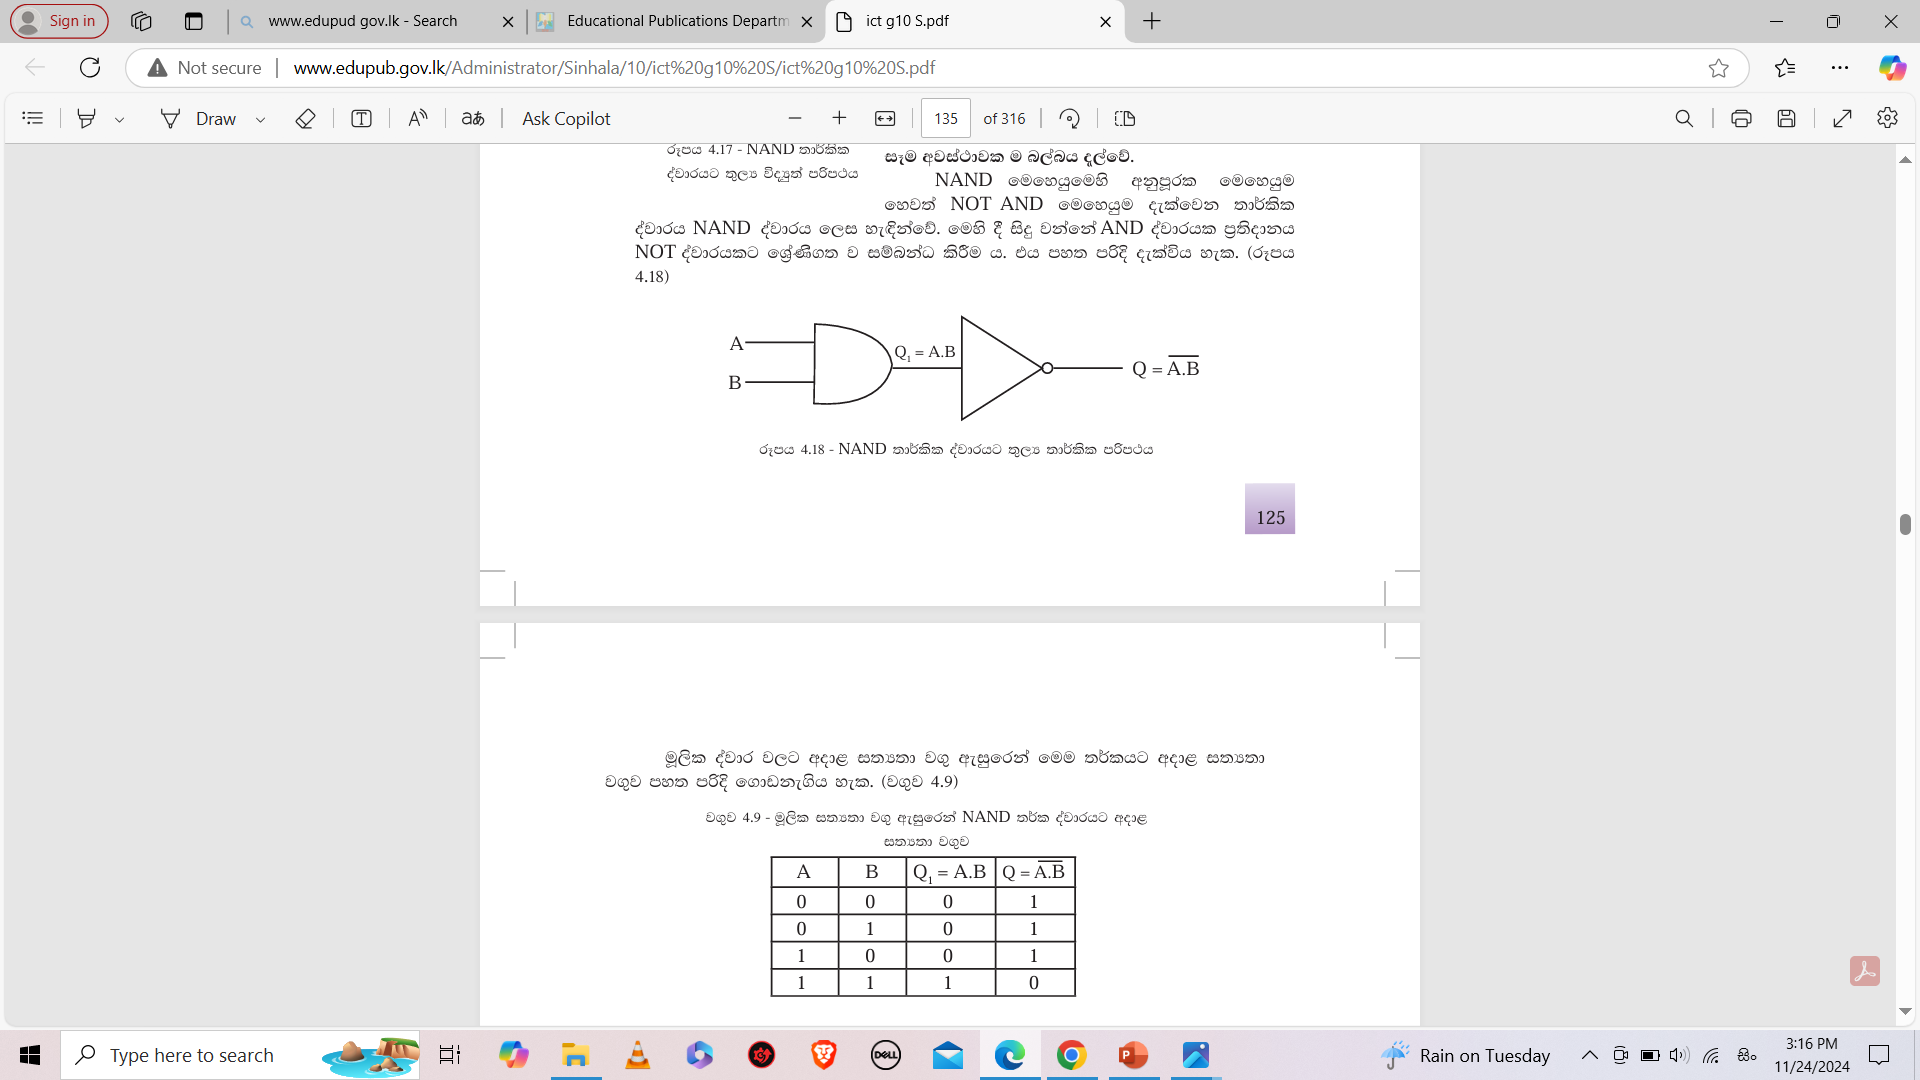 Sign in
www.edupud gov.lk - Search
Educational Publications Departm
ict g10 S.pdf
Not secure
www.edupub.gov.lk/Administrator/Sinhala/10/ict%20g10%20S/ict%20g10%20S.pdf
Draw
Ask Copilot
135 of 316
රූපය 4.17 - NAND තාර්කික
ද්වාරයට තුල්‍ය විද්‍යුත් පරිපථය
සෑම අවස්ථාවක ම බල්බය දැල්වේ.
NAND මෙහෙයුමෙහි අනුපූරක මෙහෙයුම
හෙවත් NOT AND මෙහෙයුම දැක්වෙන තාර්කික
ද්වාරය NAND ද්වාරය ලෙස හැඳින්වේ. මෙහි දී සිදු වන්නේ AND ද්වාරයක ප්‍රතිදානය
NOT ද්වාරයකට ශ්‍රේණිගත ව සම්බන්ධ කිරීම ය. එය පහත පරිදි දැක්විය හැක. (රූපය
4.18)
A
B
Q₁ = A.B
Q = A̅.̅B̅
රූපය 4.18 - NAND තාර්කික ද්වාරයට තුල්‍ය තාර්කික පරිපථය
125
මූලික ද්වාර වලට අදාළ සත්‍යතා වගු ඇසුරෙන් මෙම තර්කයට අදාළ සත්‍යතා
වගුව පහත පරිදි ගොඩනැගිය හැක. (වගුව 4.9)
වගුව 4.9 - මූලික සත්‍යතා වගු ඇසුරෙන් NAND තර්ක ද්වාරයට අදාළ
සත්‍යතා වගුව
A B Q₁ = A.B Q = A̅.̅B̅
0 0 0 1
0 1 0 1
1 0 0 1
1 1 1 0
Type here to search
DELL
Rain on Tuesday
සිං
3:16 PM
11/24/2024